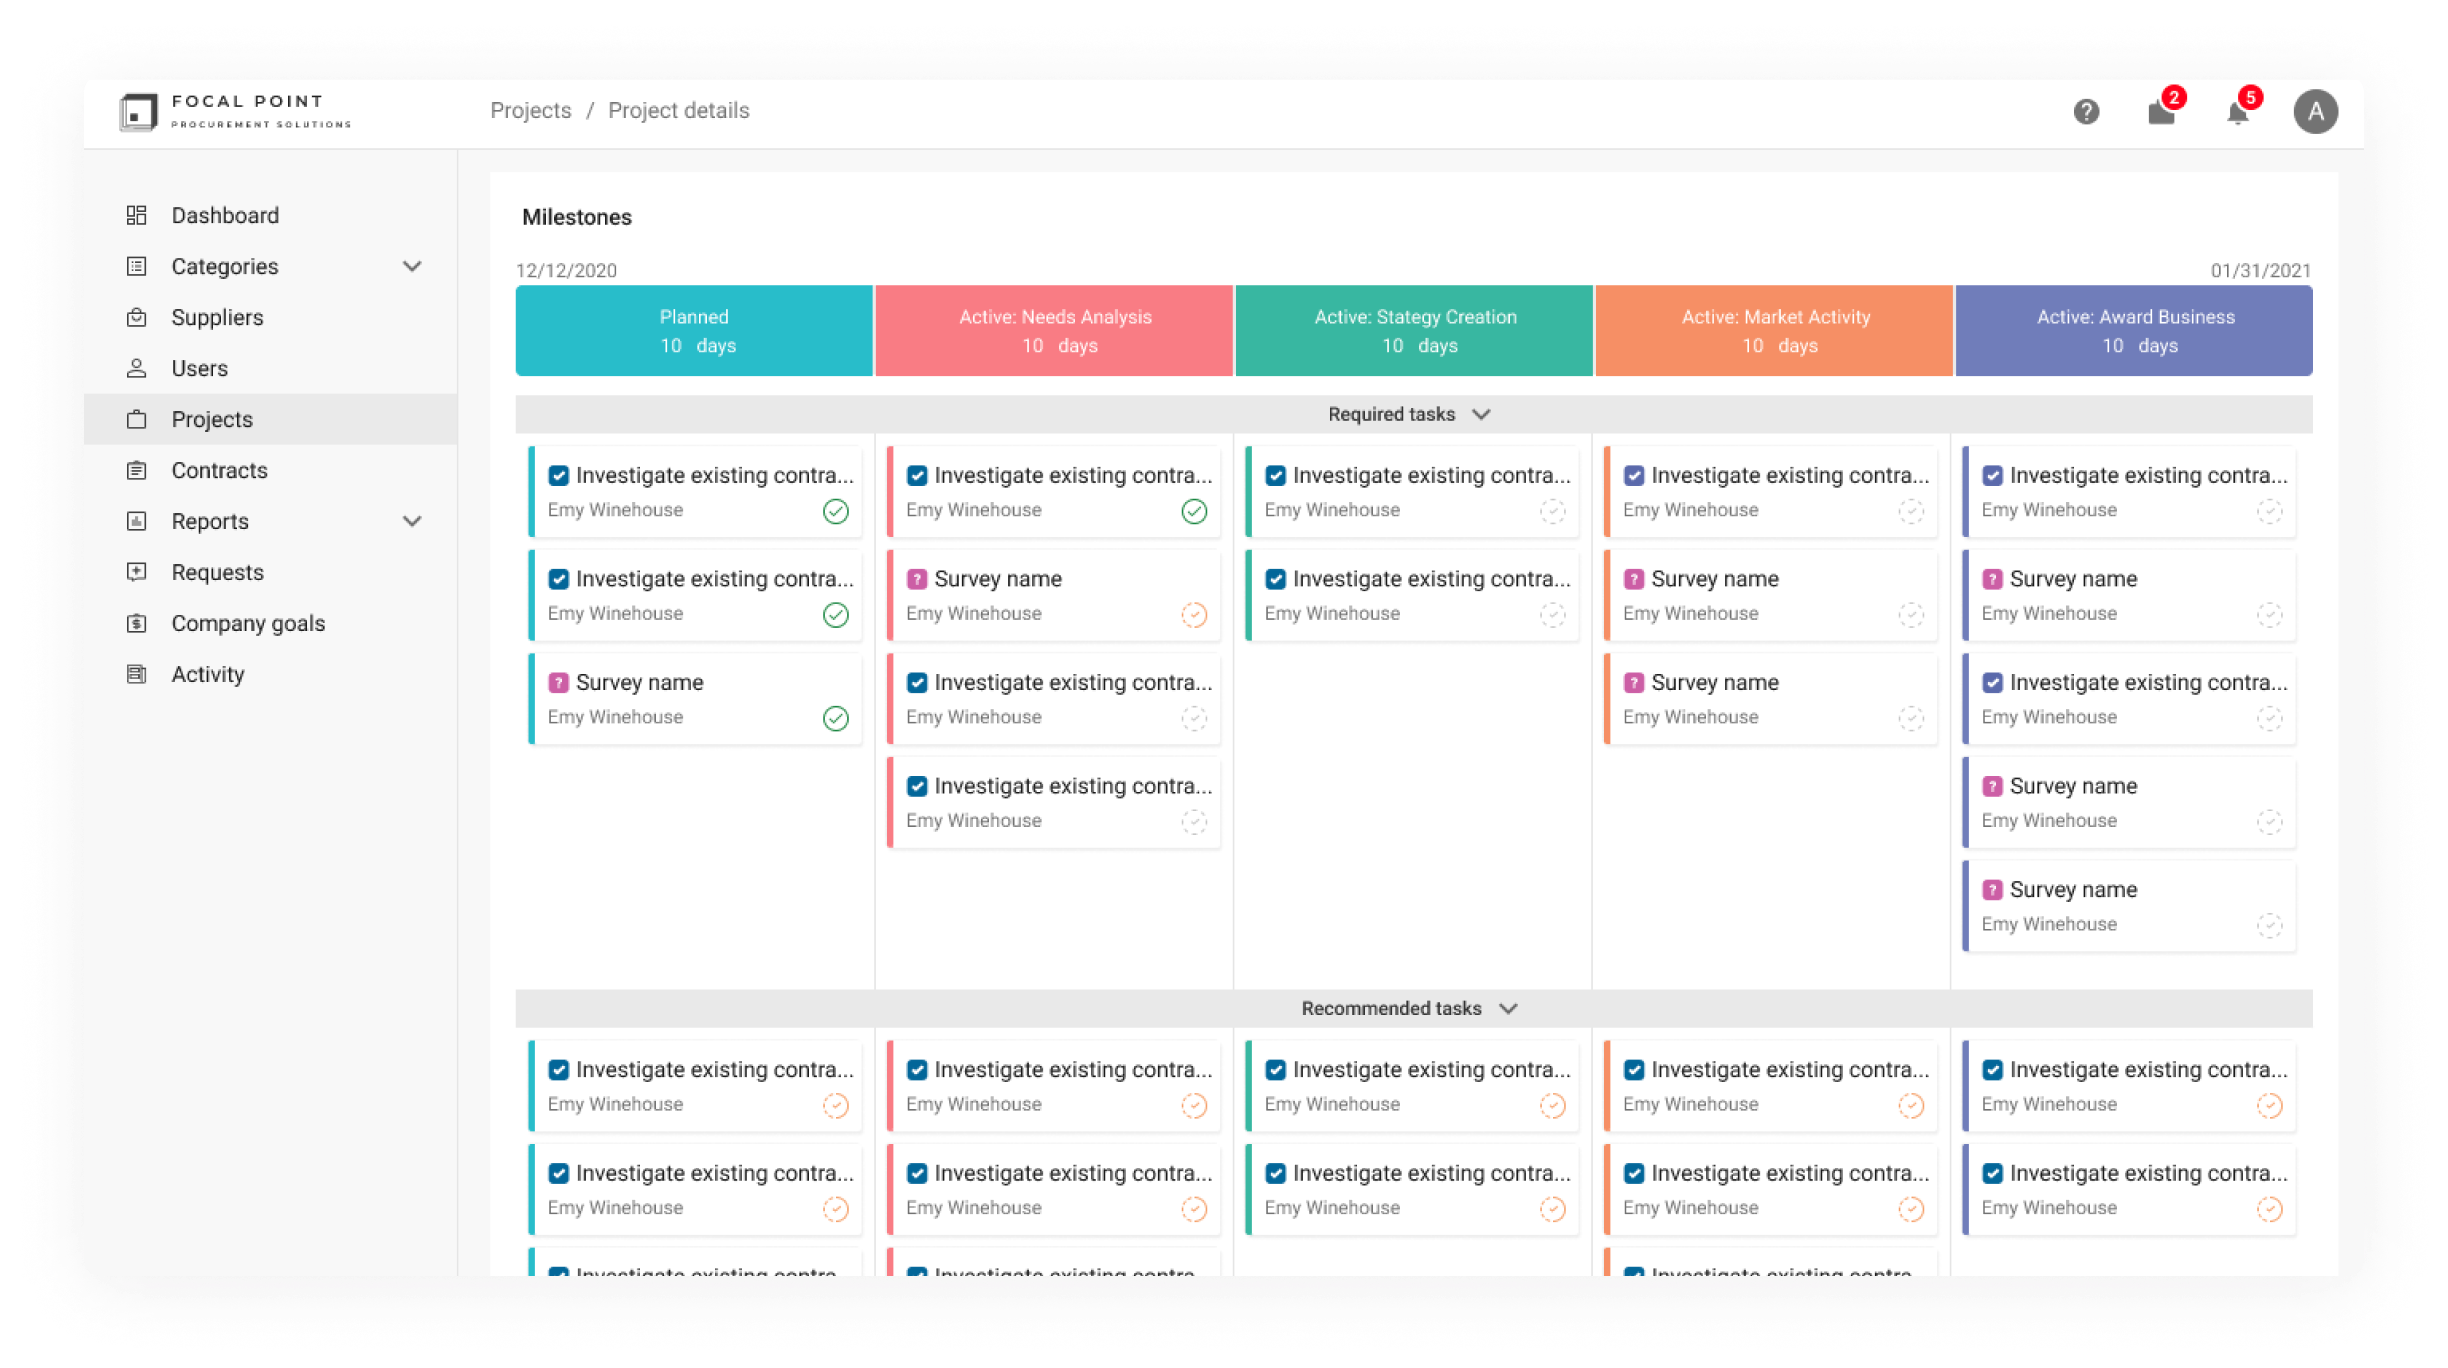 FOCAL POINT
PROCUREMENT SOLUTIONS
Projects / Project details
2
5
A
Dashboard
Categories
Suppliers
Users
Projects
Contracts
Reports
Requests
Company goals
Activity
Milestones
12/12/2020
01/31/2021
Planned
10 days
Active: Needs Analysis
10 days
Active: Stategy Creation
10 days
Active: Market Activity
10 days
Active: Award Business
10 days
Required tasks
Investigate existing contra...
Emy Winehouse
Investigate existing contra...
Emy Winehouse
Survey name
Emy Winehouse
Investigate existing contra...
Emy Winehouse
Survey name
Emy Winehouse
Investigate existing contra...
Emy Winehouse
Investigate existing contra...
Emy Winehouse
Investigate existing contra...
Emy Winehouse
Investigate existing contra...
Emy Winehouse
Investigate existing contra...
Emy Winehouse
Survey name
Emy Winehouse
Survey name
Emy Winehouse
Investigate existing contra...
Emy Winehouse
Survey name
Emy Winehouse
Investigate existing contra...
Emy Winehouse
Survey name
Emy Winehouse
Survey name
Emy Winehouse
Recommended tasks
Investigate existing contra...
Emy Winehouse
Investigate existing contra...
Emy Winehouse
Investigate existing contra
Investigate existing contra...
Emy Winehouse
Investigate existing contra...
Emy Winehouse
Investigate existing contra
Investigate existing contra...
Emy Winehouse
Investigate existing contra...
Emy Winehouse
Investigate existing contra...
Emy Winehouse
Investigate existing contra...
Emy Winehouse
Investigate existing contra
Investigate existing contra...
Emy Winehouse
Investigate existing contra...
Emy Winehouse